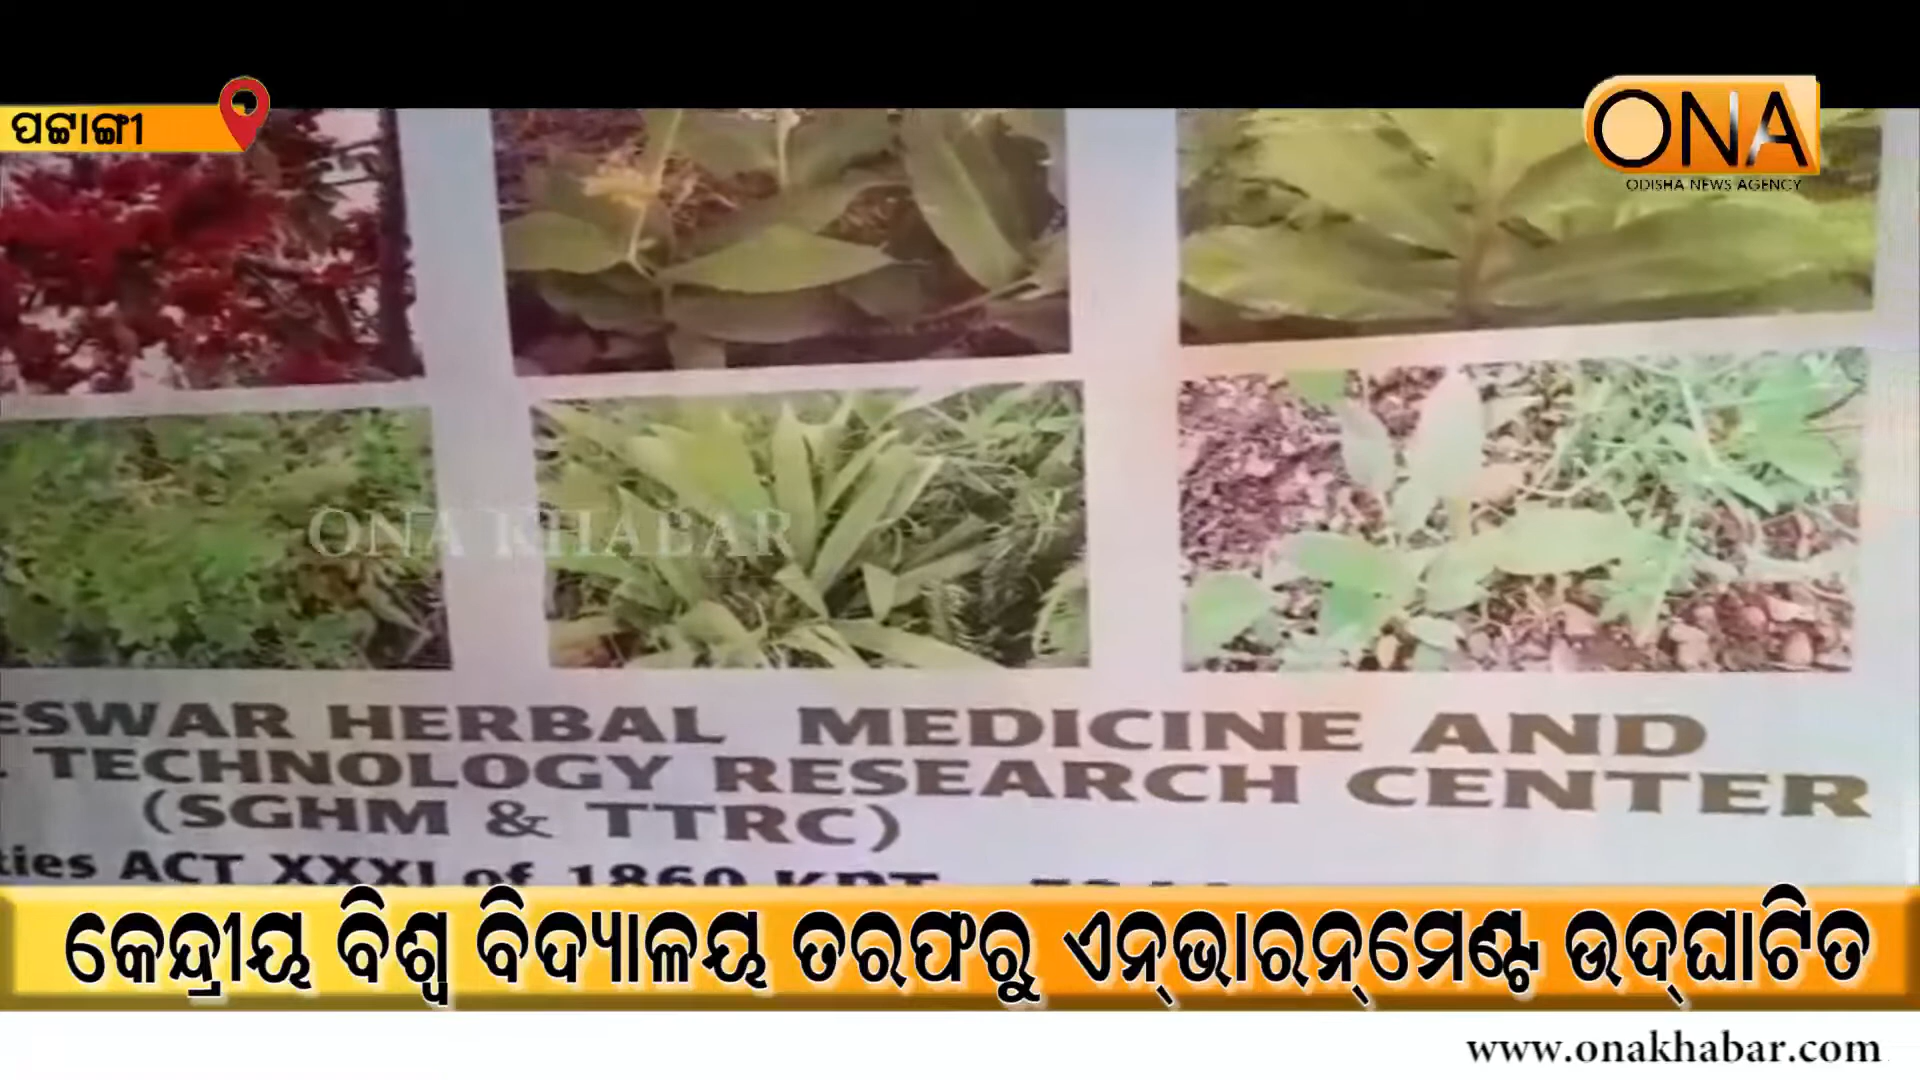 ପଟ୍ଟାଙ୍ଗୀ
ONA
ODISHA NEWS AGENCY
ONA KHABAR
ESWAR HERBAL MEDICINE AND
TECHNOLOGY RESEARCH CENTER
(SGHM & TTRC)
ties ACT XXXI of 1860
କେନ୍ଦ୍ରୀୟ ବିଶ୍ୱ ବିଦ୍ୟାଳୟ ତରଫରୁ ଏନ୍‌ଭାରନ୍‌ମେଣ୍ଟ ଉଦ୍‌ଘାଟିତ
www.onakhabar.com